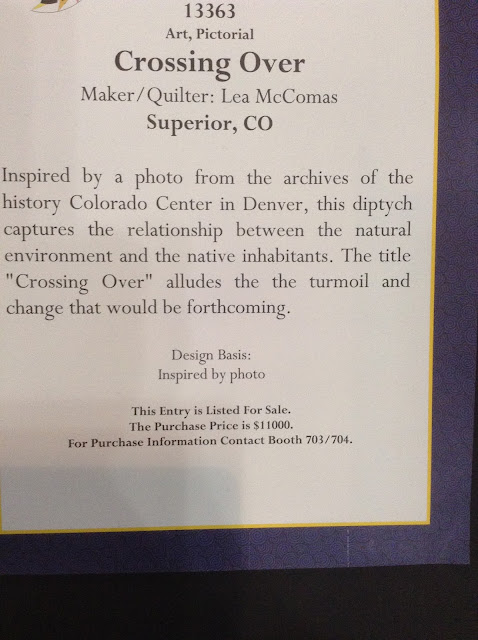 13363
Art, Pictorial
Crossing Over
Maker/Quilter: Lea McComas
Superior, CO
Inspired by a photo from the archives of the
history Colorado Center in Denver, this diptych
captures the relationship between the natural
environment and the native inhabitants. The title
"Crossing Over" alludes the the turmoil and
change that would be forthcoming.
Design Basis:
Inspired by photo
This Entry is Listed For Sale.
The Purchase Price is $11000.
For Purchase Information Contact Booth 703/704.